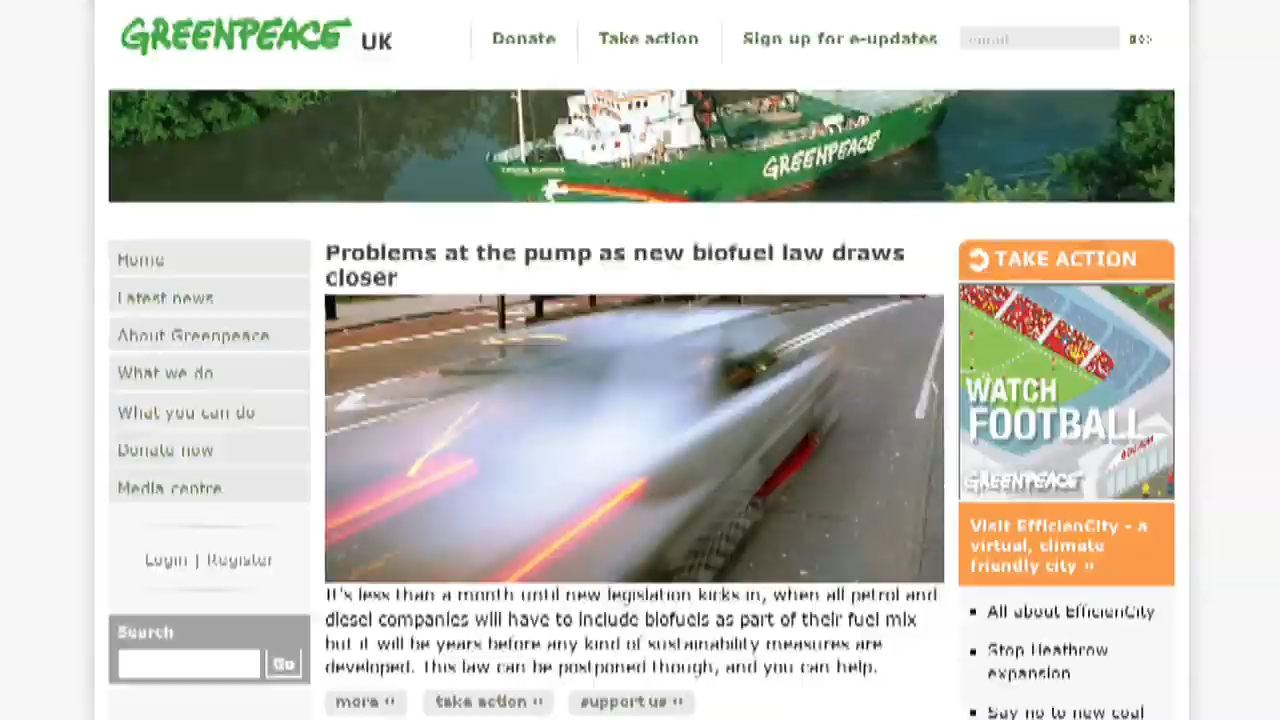 GREENPEACE UK
Donate
Take action
Sign up for e-updates
email
go›
GREENPEACE
Home
Latest news
About Greenpeace
What we do
What you can do
Donate now
Media centre
Login | Register
Search
Go
Problems at the pump as new biofuel law draws
closer
It's less than a month until new legislation kicks in, when all petrol and
diesel companies will have to include biofuels as part of their fuel mix
but it will be years before any kind of sustainability measures are
developed. This law can be postponed though, and you can help.
more »
take action »
support us »
TAKE ACTION
WATCH
FOOTBALL
GREENPEACE
Visit EfficienCity - a
virtual, climate
friendly city »
All about EfficienCity
Stop Heathrow
expansion
Say no to new coal